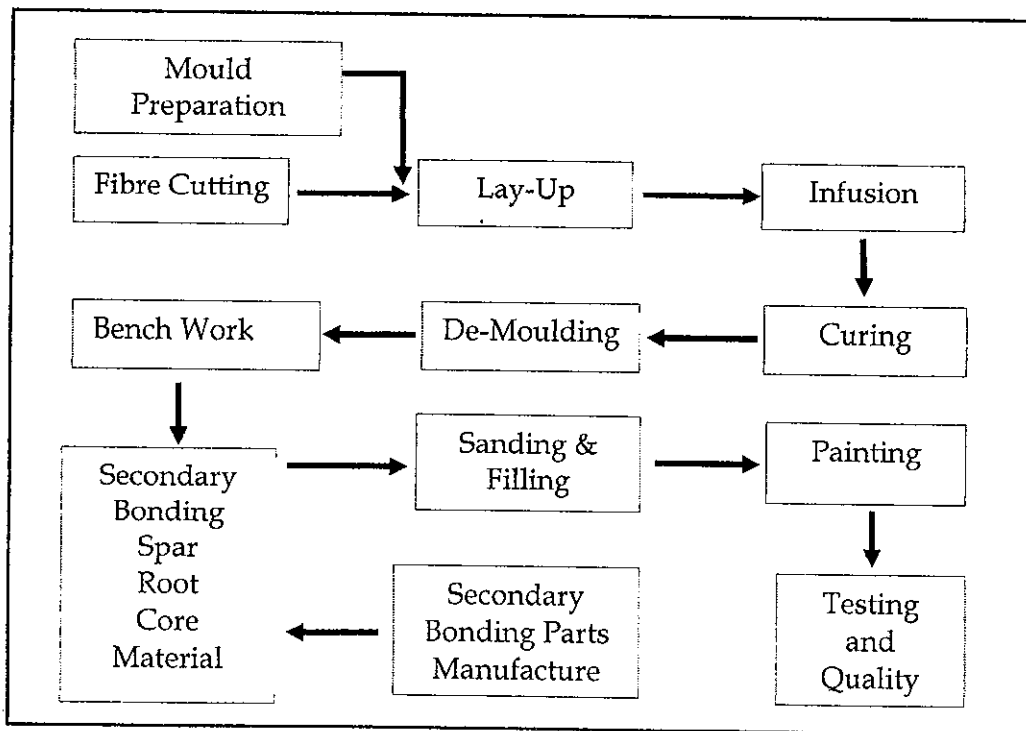 Mould
Preparation
Fibre Cutting
Lay-Up
Infusion
Bench Work
De-Moulding
Curing
Secondary
Bonding
Spar
Root
Core
Material
Sanding &
Filling
Painting
Secondary
Bonding Parts
Manufacture
Testing
and
Quality